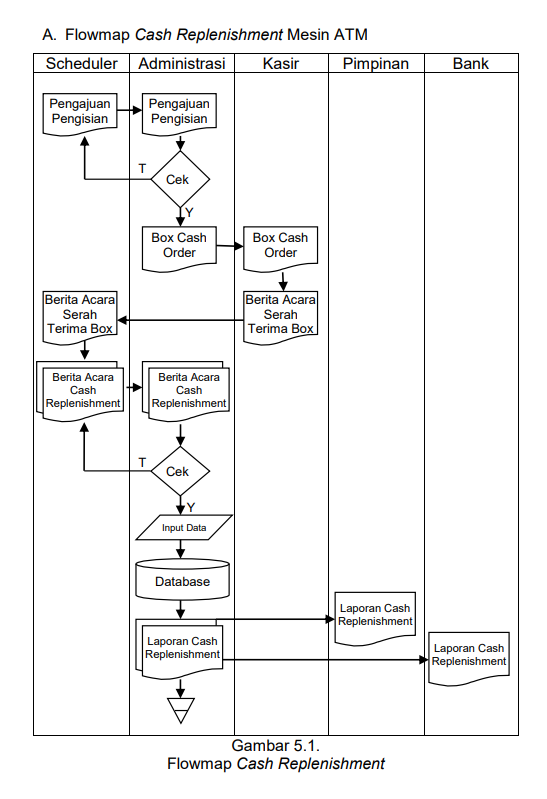 A. Flowmap Cash Replenishment Mesin ATM
Scheduler Administrasi Kasir Pimpinan Bank
Pengajuan
Pengisian
Pengajuan
Pengisian
T
Cek
Y
Box Cash
Order
Box Cash
Order
Berita Acara
Serah
Terima Box
Berita Acara
Serah
Terima Box
Berita Acara
Cash
Replenishment
Berita Acara
Cash
Replenishment
T
Cek
Y
Input Data
Database
Laporan Cash
Replenishment
Laporan Cash
Replenishment
Laporan Cash
Replenishment
Gambar 5.1.
Flowmap Cash Replenishment